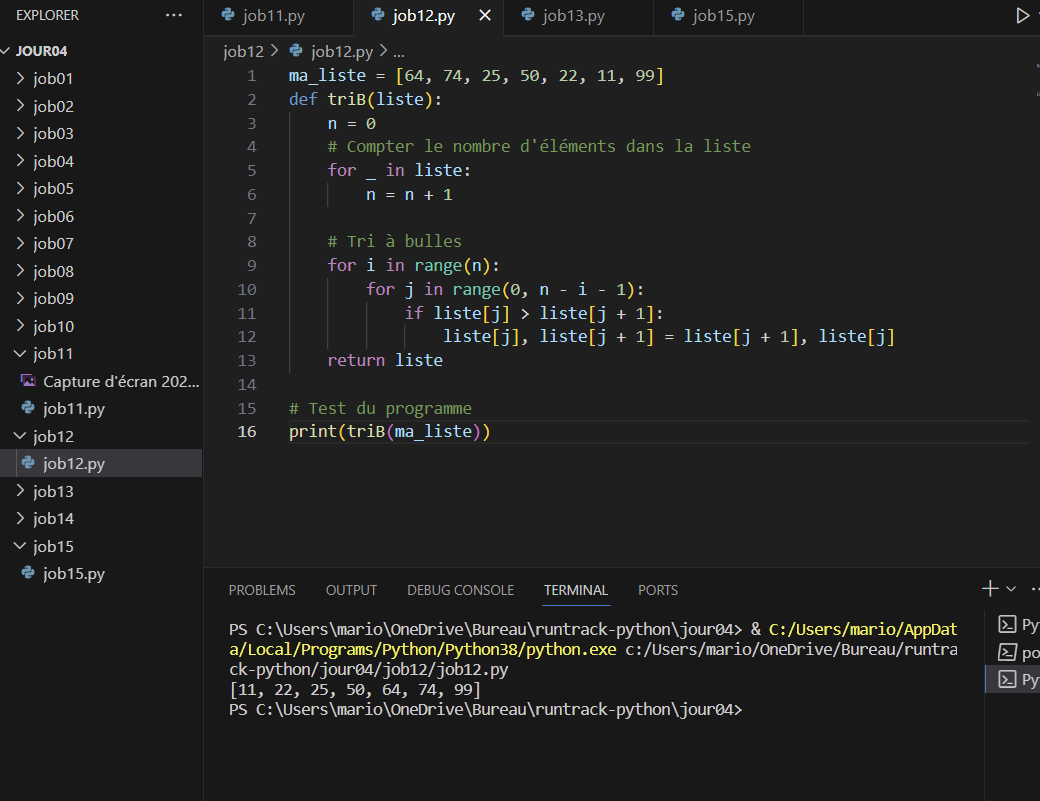 EXPLORER ...
JOUR04
job01
job02
job03
job04
job05
job06
job07
job08
job09
job10
job11
Capture d'écran 202...
job11.py
job12
job12.py
job13
job14
job15
job15.py
job11.py job12.py job13.py job15.py
job12 > job12.py > ...
1 ma_liste = [64, 74, 25, 50, 22, 11, 99]
2 def triB(liste):
3     n = 0
4     # Compter le nombre d'éléments dans la liste
5     for _ in liste:
6         n = n + 1
7
8     # Tri à bulles
9     for i in range(n):
10         for j in range(0, n - i - 1):
11             if liste[j] > liste[j + 1]:
12                 liste[j], liste[j + 1] = liste[j + 1], liste[j]
13     return liste
14
15 # Test du programme
16 print(triB(ma_liste))
PROBLEMS OUTPUT DEBUG CONSOLE TERMINAL PORTS
PS C:\Users\mario\OneDrive\Bureau\runtrack-python\jour04> & C:/Users/mario/AppDat
a/Local/Programs/Python/Python38/python.exe c:/Users/mario/OneDrive/Bureau/runtra
ck-python/jour04/job12/job12.py
[11, 22, 25, 50, 64, 74, 99]
PS C:\Users\mario\OneDrive\Bureau\runtrack-python\jour04>
Py
po
Py